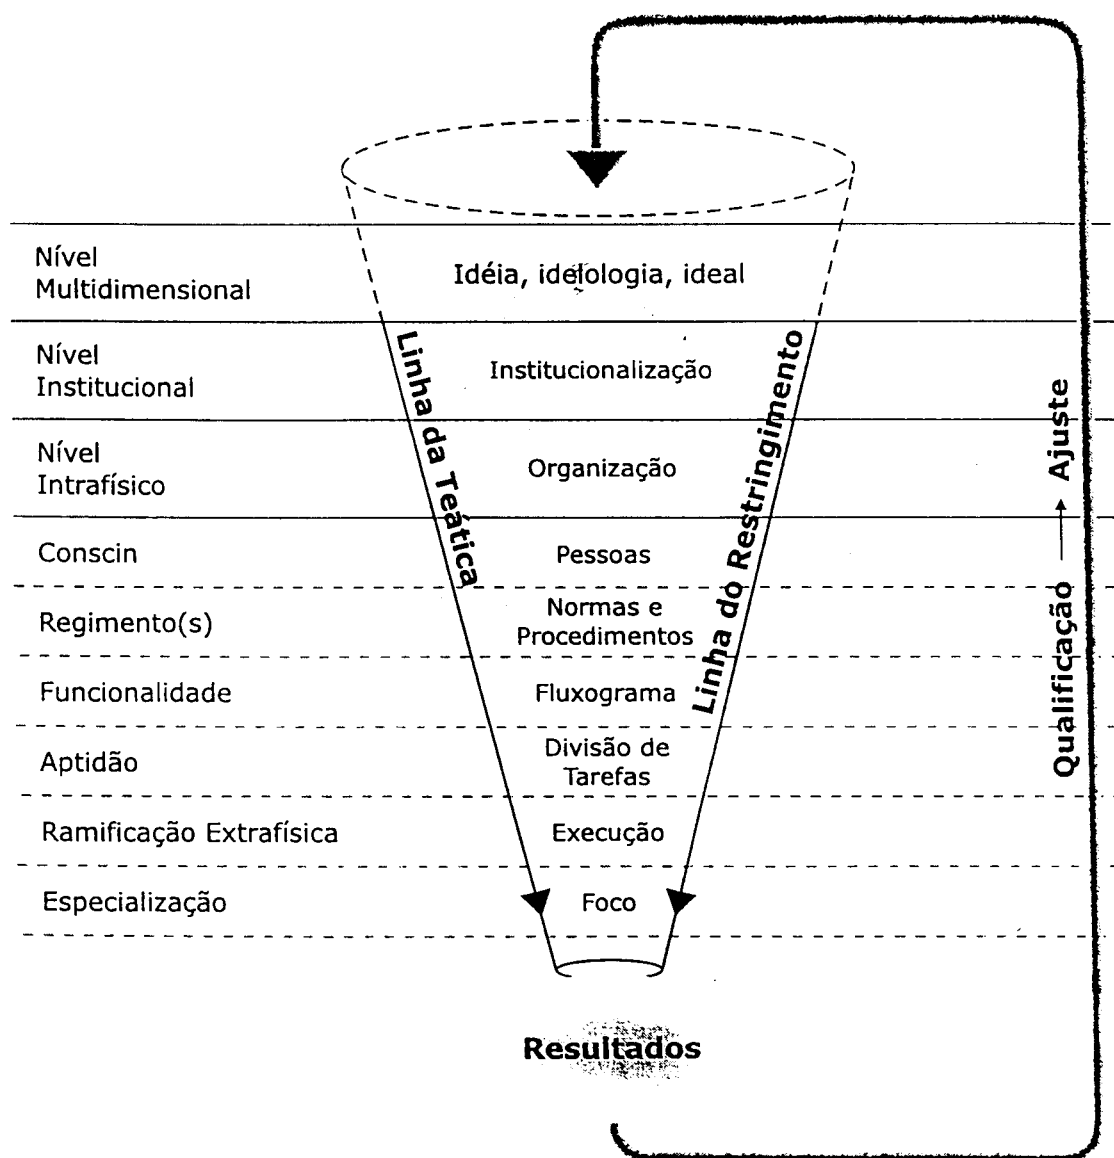 Nível
Multidimensional
Idéia, ideologia, ideal
Nível
Institucional
Institucionalização
Nível
Intrafísico
Organização
Linha da Teática
Linha do Restringimento
Conscin
Pessoas
Regimento(s)
Normas e
Procedimentos
Funcionalidade
Fluxograma
Aptidão
Divisão de
Tarefas
Ramificação Extrafísica
Execução
Especialização
Foco
Resultados
Qualificação → Ajuste